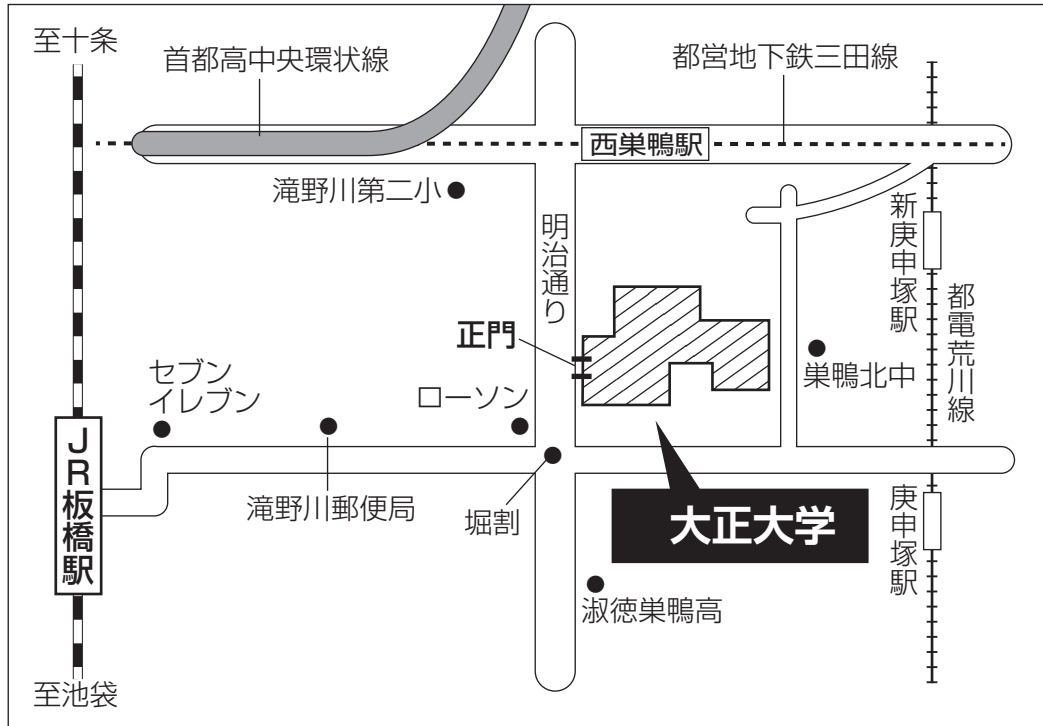 至十条
首都高中央環状線
都営地下鉄三田線
西巣鴨駅
滝野川第二小
明治通り
新庚申塚駅
都電荒川線
正門
巣鴨北中
セブン
イレブン
ローソン
JR板橋駅
滝野川郵便局
堀割
大正大学
庚申塚駅
淑徳巣鴨高
至池袋